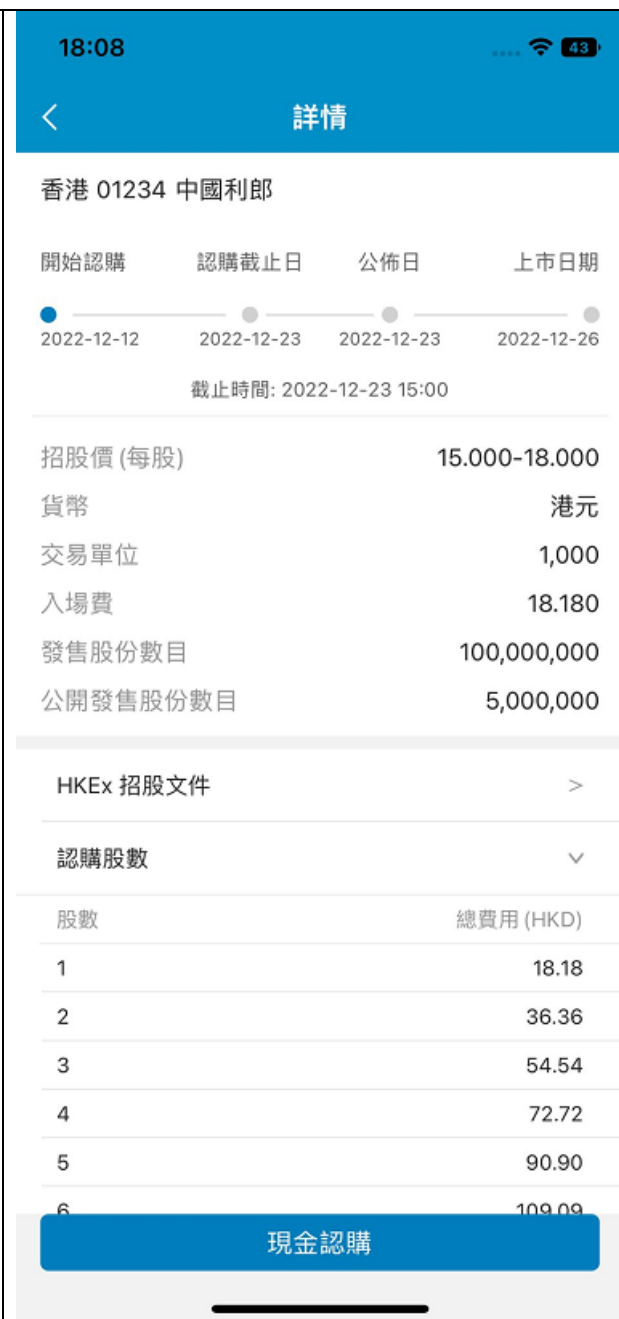 18:08
43
詳情
香港 01234 中國利郎
開始認購 認購截止日 公佈日 上市日期
2022-12-12 2022-12-23 2022-12-23 2022-12-26
截止時間: 2022-12-23 15:00
招股價 (每股) 15.000-18.000
貨幣 港元
交易單位 1,000
入場費 18.180
發售股份數目 100,000,000
公開發售股份數目 5,000,000
HKEx 招股文件 >
認購股數
股數 總費用 (HKD)
1 18.18
2 36.36
3 54.54
4 72.72
5 90.90
6 109.09
現金認購